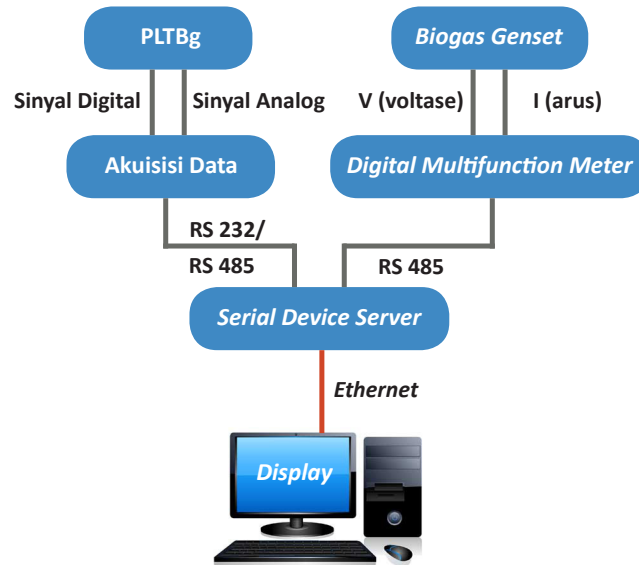 PLTBg
Biogas Genset
Sinyal Digital
Sinyal Analog
V (voltase)
I (arus)
Akuisisi Data
Digital Multifunction Meter
RS 232/
RS 485
RS 485
Serial Device Server
Ethernet
Display